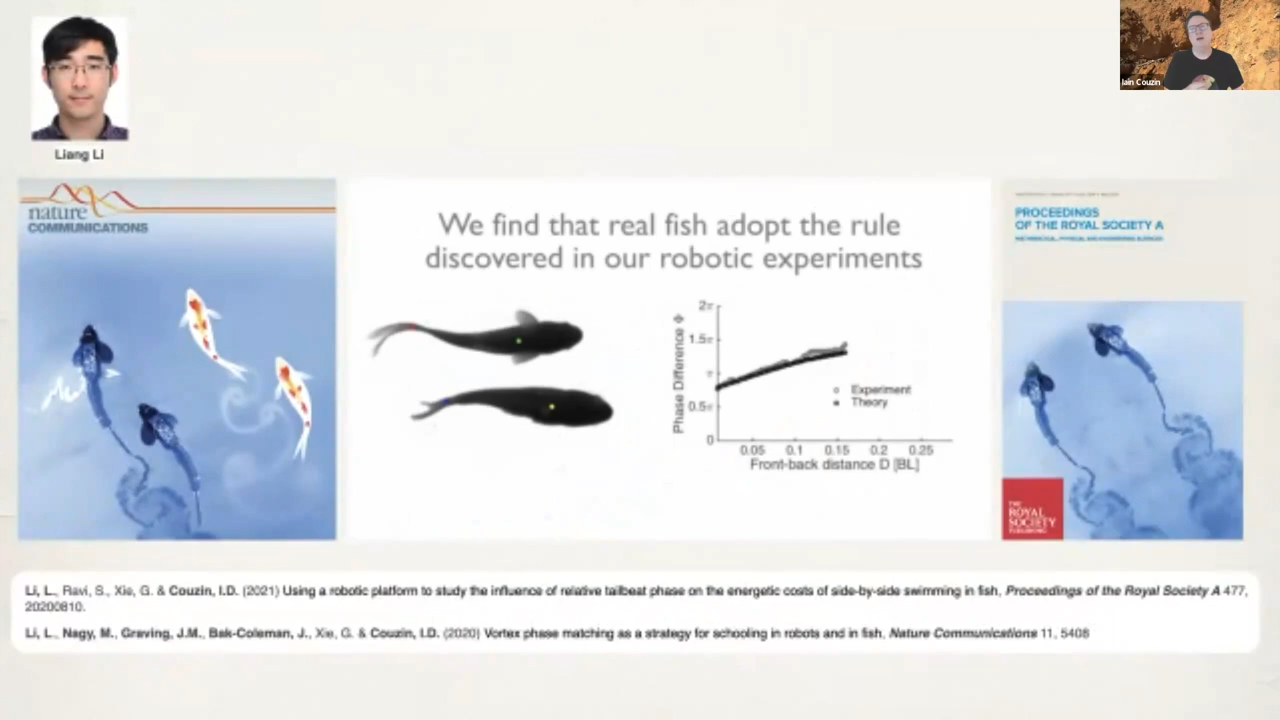 Iain Couzin
Liang Li
nature
COMMUNICATIONS
We find that real fish adopt the rule
discovered in our robotic experiments
Phase Difference Φ
2π
1.5π
π
0.5π
0
0.05 0.1 0.15 0.2 0.25
Front-back distance D [BL]
Experiment
Theory
PROCEEDINGS
OF THE ROYAL SOCIETY A
THE
ROYAL
SOCIETY
PUBLISHING
Li, L., Ravi, S., Xie, G. & Couzin, I.D. (2021) Using a robotic platform to study the influence of relative tailbeat phase on the energetic costs of side-by-side swimming in fish, Proceedings of the Royal Society A 477,
20200810.
Li, L., Nagy, M., Graving, J.M., Bak-Coleman, J., Xie, G. & Couzin, I.D. (2020) Vortex phase matching as a strategy for schooling in robots and in fish, Nature Communications 11, 5408